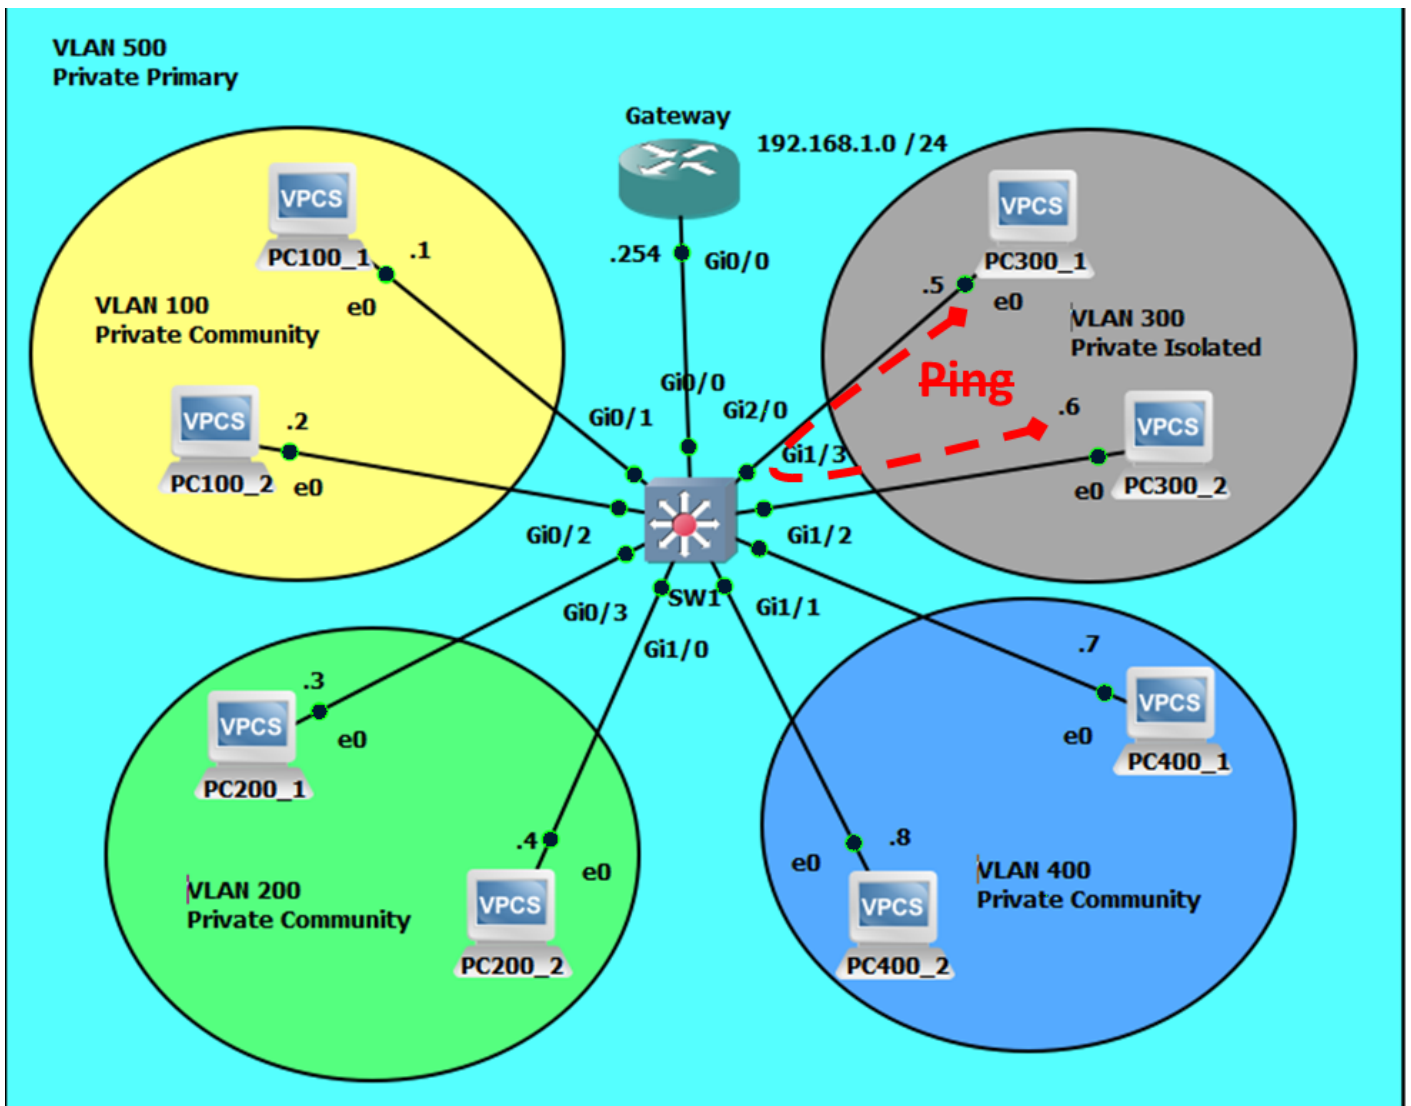 VLAN 500
Private Primary
Gateway
192.168.1.0 /24
.254
Gi0/0
VPCS
PC100_1
.1
e0
VLAN 100
Private Community
VPCS
PC100_2
.2
e0
VPCS
PC300_1
.5
e0
VLAN 300
Private Isolated
Ping
.6
VPCS
PC300_2
e0
Gi0/0
Gi0/1
Gi2/0
Gi1/3
Gi0/2
Gi1/2
Gi0/3
SW1
Gi1/1
Gi1/0
.3
VPCS
PC200_1
e0
.4
e0
VLAN 200
Private Community
VPCS
PC200_2
.7
VPCS
PC400_1
e0
.8
e0
VLAN 400
Private Community
VPCS
PC400_2